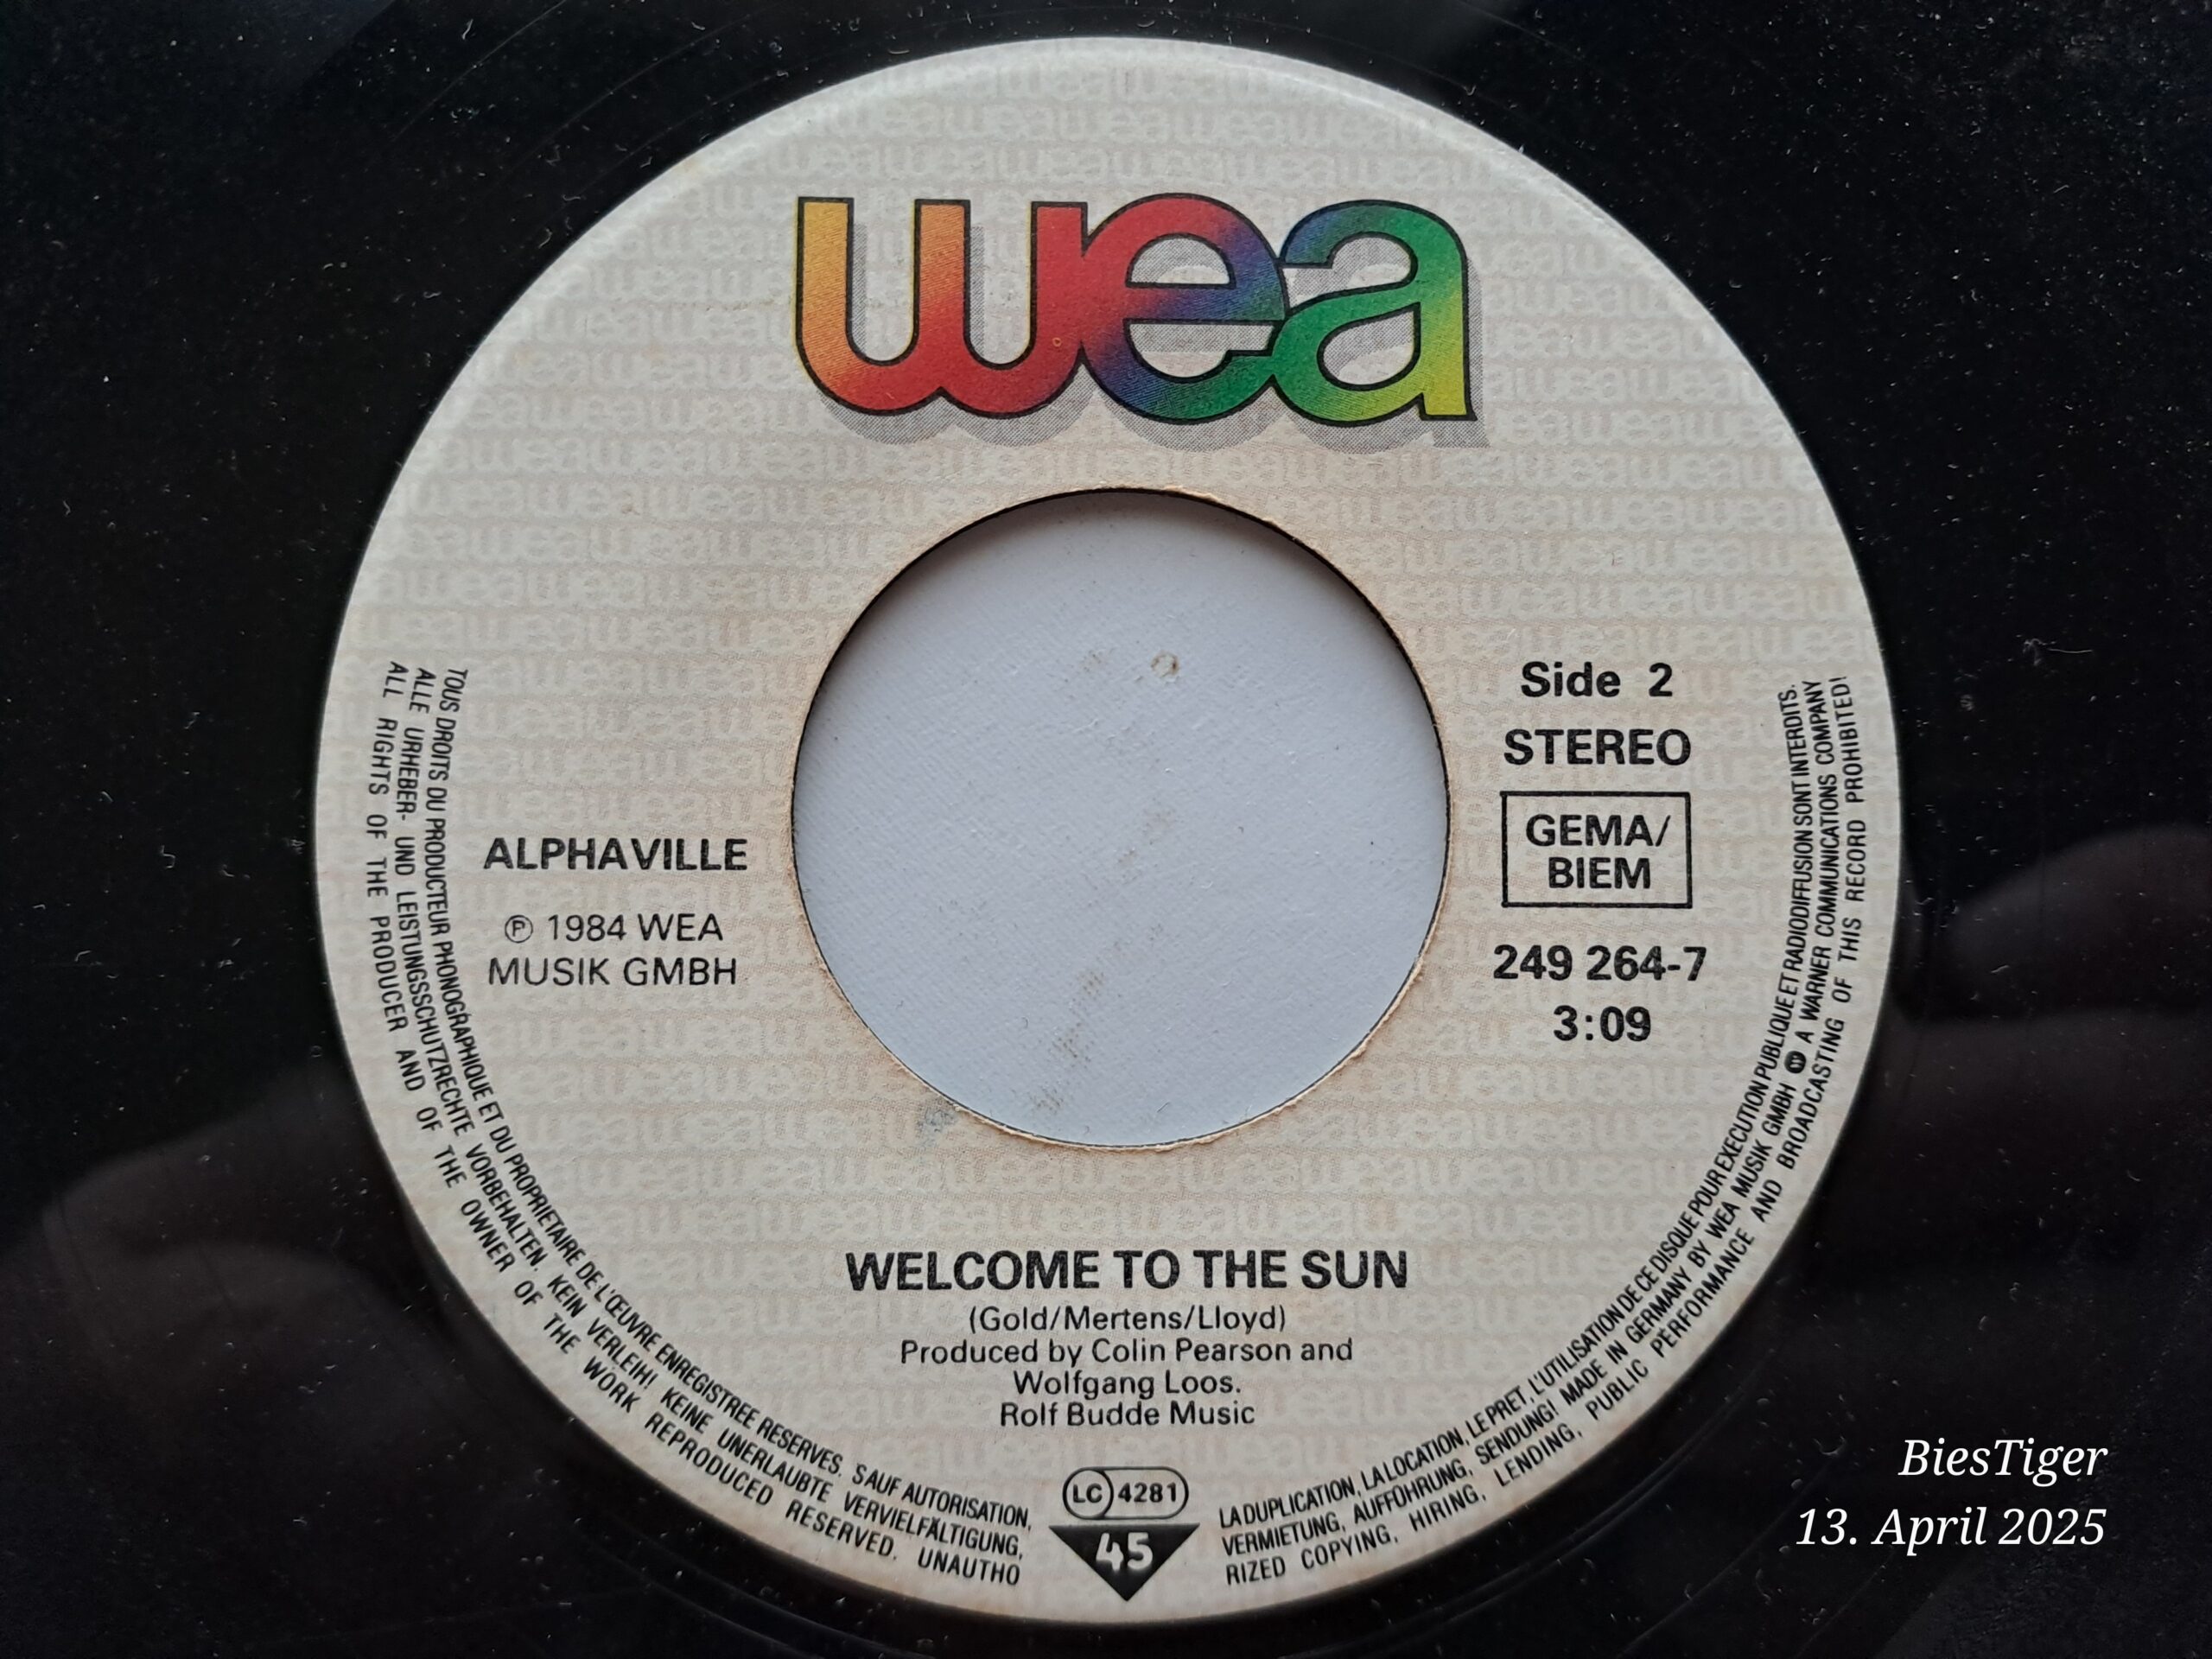 wea
Side 2
STEREO
GEMA/
BIEM
249 264-7
3:09
ALPHAVILLE
℗ 1984 WEA
MUSIK GMBH
WELCOME TO THE SUN
(Gold/Mertens/Lloyd)
Produced by Colin Pearson and
Wolfgang Loos.
Rolf Budde Music
TOUS DROITS DU PRODUCTEUR PHONOGRAPHIQUE ET DU PROPRIETAIRE DE L'ŒUVRE ENREGISTREE RESERVES. SAUF AUTORISATION,
LA DUPLICATION, LA LOCATION, LE PRET, L'UTILISATION DE CE DISQUE POUR EXECUTION PUBLIQUE ET RADIODIFFUSION SONT INTERDITS.
ALLE URHEBER- UND LEISTUNGSSCHUTZRECHTE VORBEHALTEN. KEIN VERLEIH! KEINE UNERLAUBTE VERVIELFÄLTIGUNG,
VERMIETUNG, AUFFÜHRUNG, SENDUNG! MADE IN GERMANY BY WEA MUSIK GMBH A WARNER COMMUNICATIONS COMPANY
ALL RIGHTS OF THE PRODUCER AND OF THE OWNER OF THE WORK REPRODUCED RESERVED. UNAUTHO
RIZED COPYING, HIRING, LENDING, PUBLIC PERFORMANCE AND BROADCASTING OF THIS RECORD PROHIBITED!
LC 4281
45
BiesTiger
13. April 2025